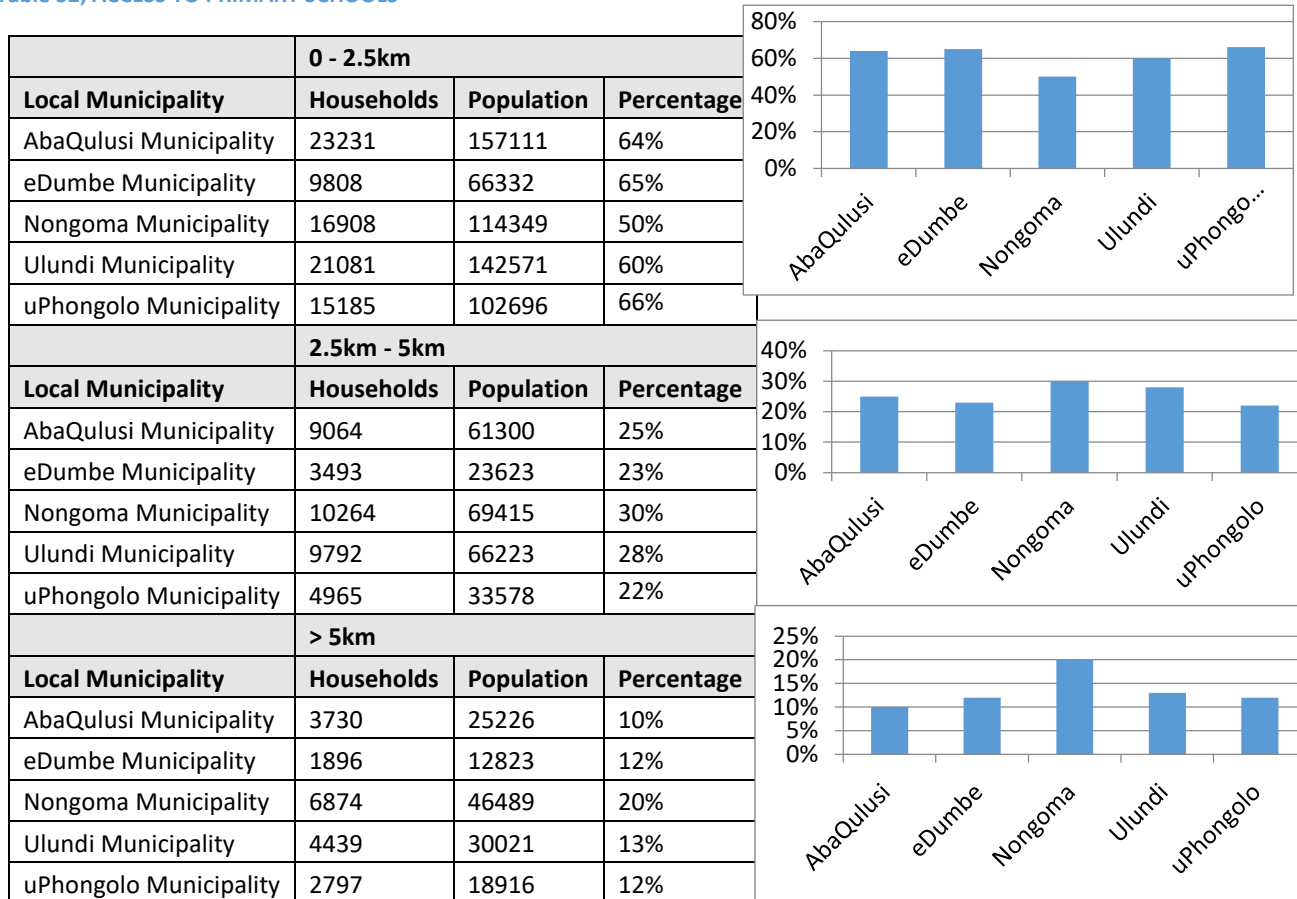 Table 32, ACCESS TO PRIMARY SCHOOLS
0 - 2.5km
Local Municipality Households Population Percentage
AbaQulusi Municipality 23231 157111 64%
eDumbe Municipality 9808 66332 65%
Nongoma Municipality 16908 114349 50%
Ulundi Municipality 21081 142571 60%
uPhongolo Municipality 15185 102696 66%
2.5km - 5km
Local Municipality Households Population Percentage
AbaQulusi Municipality 9064 61300 25%
eDumbe Municipality 3493 23623 23%
Nongoma Municipality 10264 69415 30%
Ulundi Municipality 9792 66223 28%
uPhongolo Municipality 4965 33578 22%
> 5km
Local Municipality Households Population Percentage
AbaQulusi Municipality 3730 25226 10%
eDumbe Municipality 1896 12823 12%
Nongoma Municipality 6874 46489 20%
Ulundi Municipality 4439 30021 13%
uPhongolo Municipality 2797 18916 12%
80%
60%
40%
20%
0%
AbaQulusi eDumbe Nongoma Ulundi uPhongo...
40%
30%
20%
10%
0%
AbaQulusi eDumbe Nongoma Ulundi uPhongolo
25%
20%
15%
10%
5%
0%
AbaQulusi eDumbe Nongoma Ulundi uPhongolo